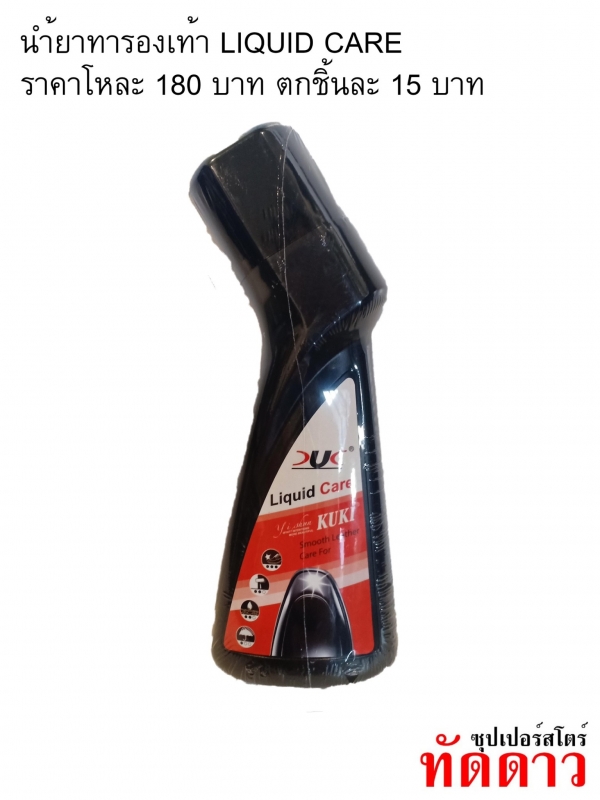 น้ำยาทารองเท้า LIQUID CARE
ราคาโหละ 180 บาท ตกชิ้นละ 15 บาท
DUC®
Liquid Care
KUKI
Smooth Leather
Care For
ซุปเปอร์สโตร์
ทัดดาว